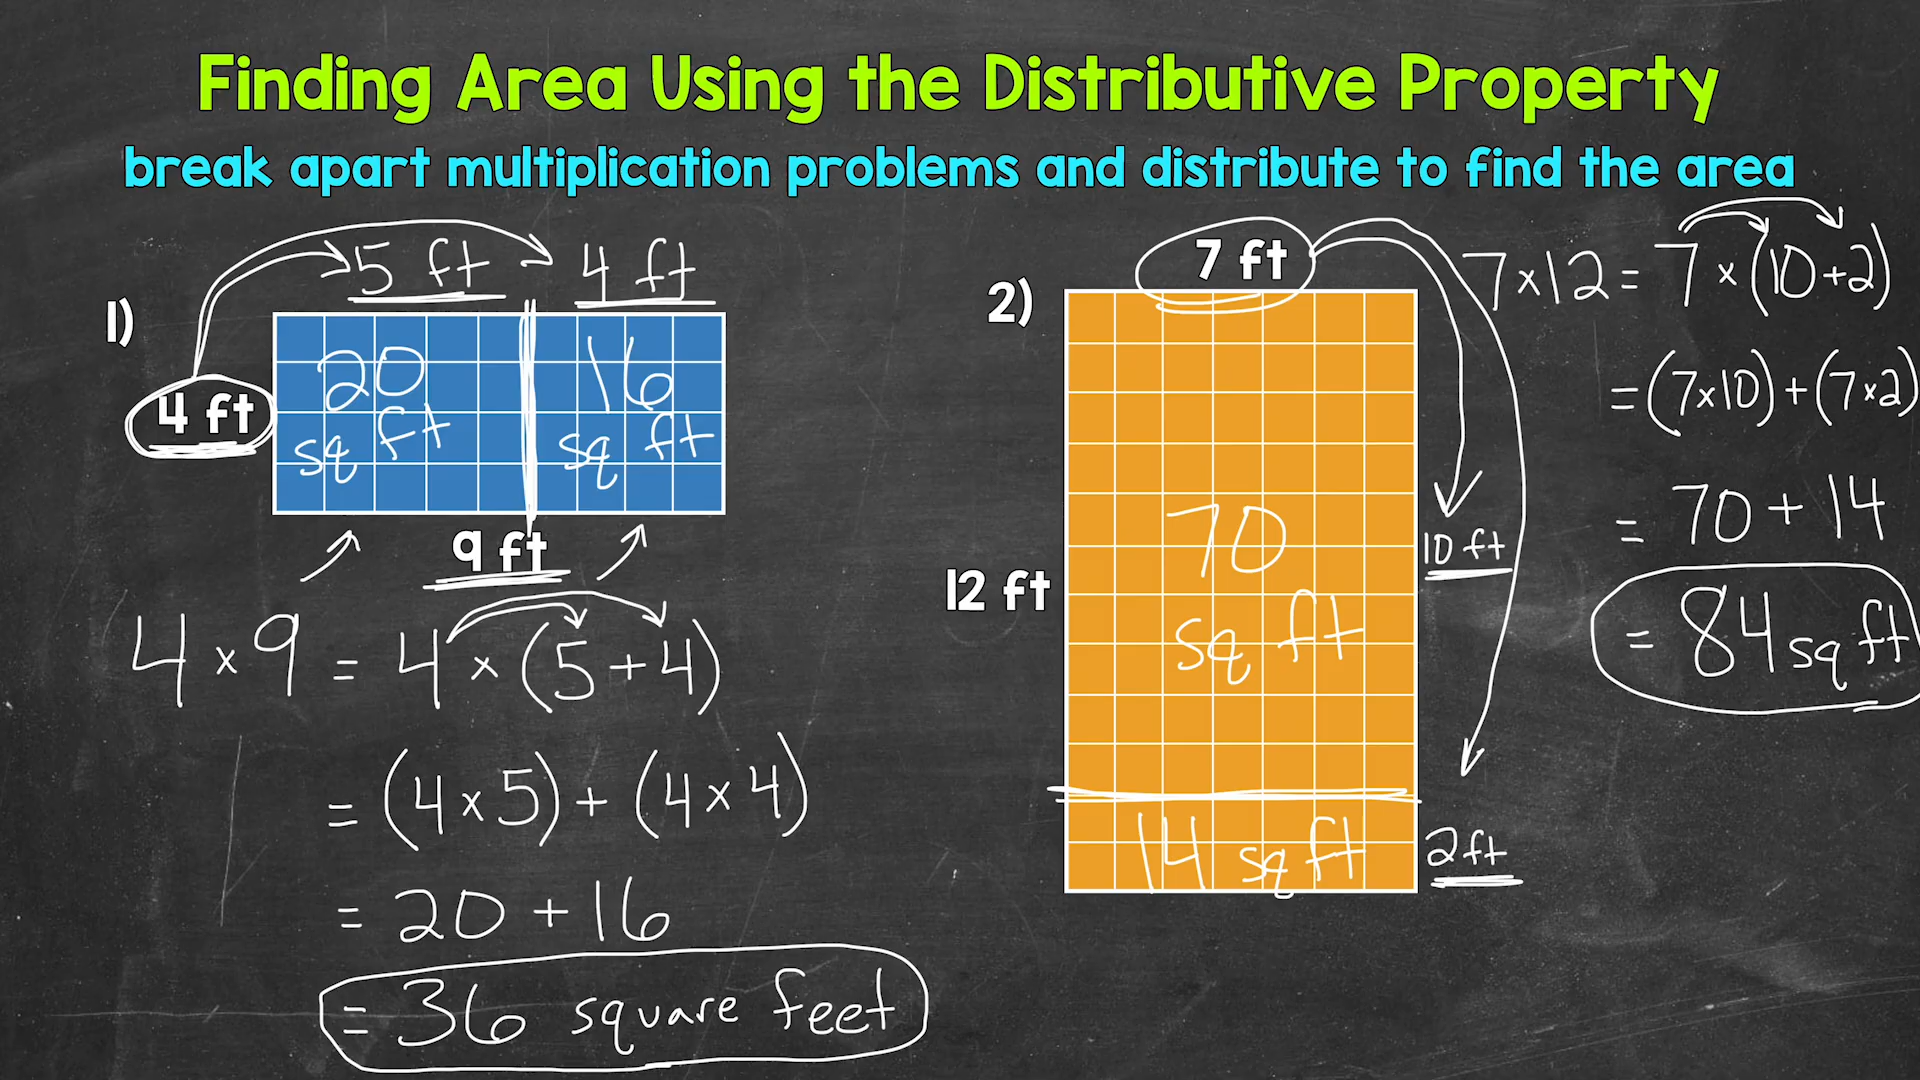 Finding Area Using the Distributive Property
break apart multiplication problems and distribute to find the area
1)
5 ft 4 ft
4 ft
20 sq ft
16 sq ft
9 ft
4 × 9 = 4 × (5 + 4)
= (4 × 5) + (4 × 4)
= 20 + 16
= 36 square feet
2)
7 ft
12 ft
70 sq ft
10 ft
14 sq ft
2 ft
7 × 12 = 7 × (10 + 2)
= (7 × 10) + (7 × 2)
= 70 + 14
= 84 sq ft